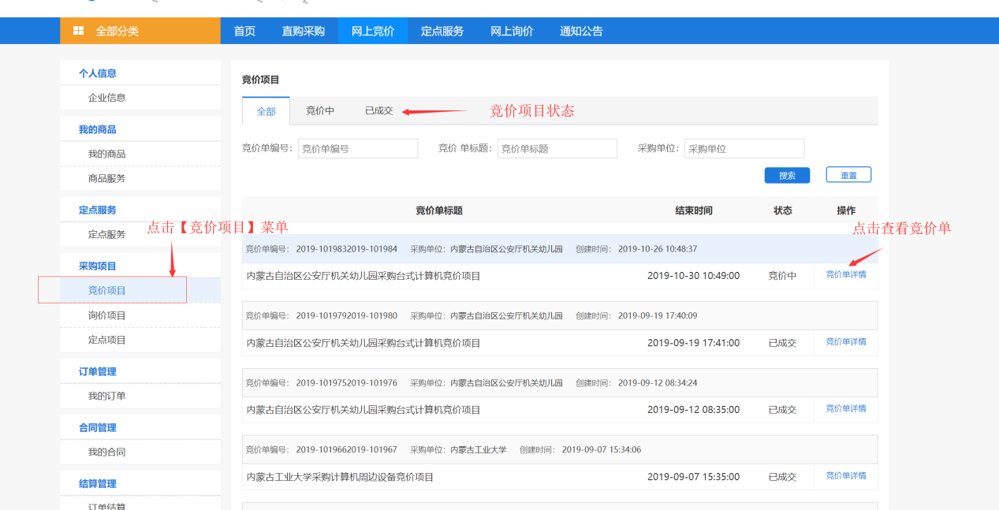 全部分类 首页 直购采购 网上竞价 定点服务 网上询价 通知公告
个人信息
企业信息
我的商品
我的商品
商品服务
定点服务
定点服务
采购项目
竞价项目
询价项目
定点项目
订单管理
我的订单
合同管理
我的合同
结算管理
订单结算
点击【竞价项目】菜单
竞价项目
全部 竞价中 已成交 竞价项目状态
竞价单编号： 竞价单编号 竞价 单标题： 竞价单标题 采购单位： 采购单位
搜索 重置
竞价单标题 结束时间 状态 操作
点击查看竞价单
竞价单编号： 2019-1019832019-101984 采购单位：内蒙古自治区公安厅机关幼儿园 创建时间： 2019-10-26 10:48:37
内蒙古自治区公安厅机关幼儿园采购台式计算机竞价项目 2019-10-30 10:49:00 竞价中 竞价单详情
竞价单编号： 2019-1019792019-101980 采购单位：内蒙古自治区公安厅机关幼儿园 创建时间： 2019-09-19 17:40:09
内蒙古自治区公安厅机关幼儿园采购台式计算机竞价项目 2019-09-19 17:41:00 已成交 竞价单详情
竞价单编号： 2019-1019752019-101976 采购单位：内蒙古自治区公安厅机关幼儿园 创建时间： 2019-09-12 08:34:24
内蒙古自治区公安厅机关幼儿园采购台式计算机竞价项目 2019-09-12 08:35:00 已成交 竞价单详情
竞价单编号： 2019-1019662019-101967 采购单位：内蒙古工业大学 创建时间： 2019-09-07 15:34:06
内蒙古工业大学采购计算机周边设备竞价项目 2019-09-07 15:35:00 已成交 竞价单详情